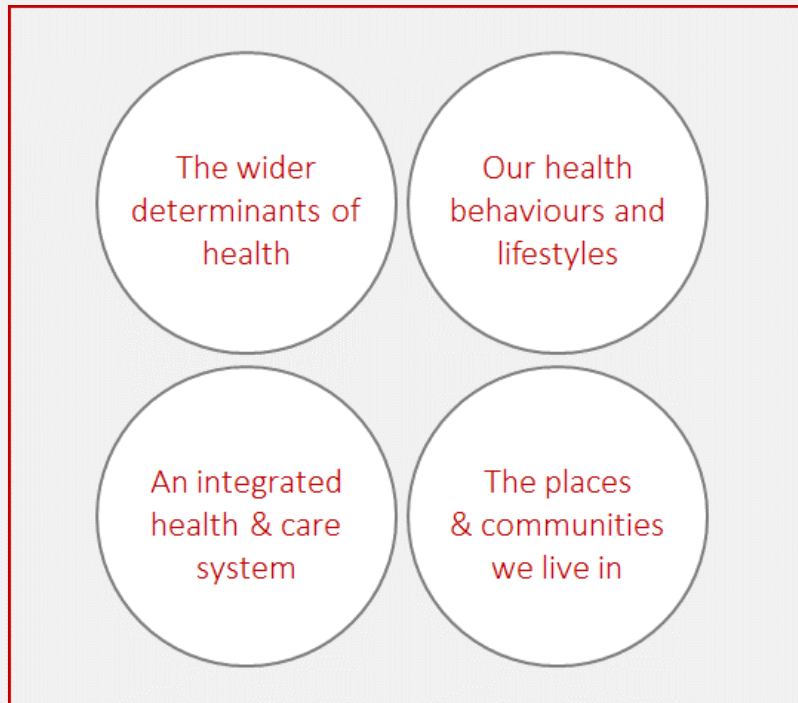 The wider
determinants of
health
Our health
behaviours and
lifestyles
An integrated
health & care
system
The places
& communities
we live in